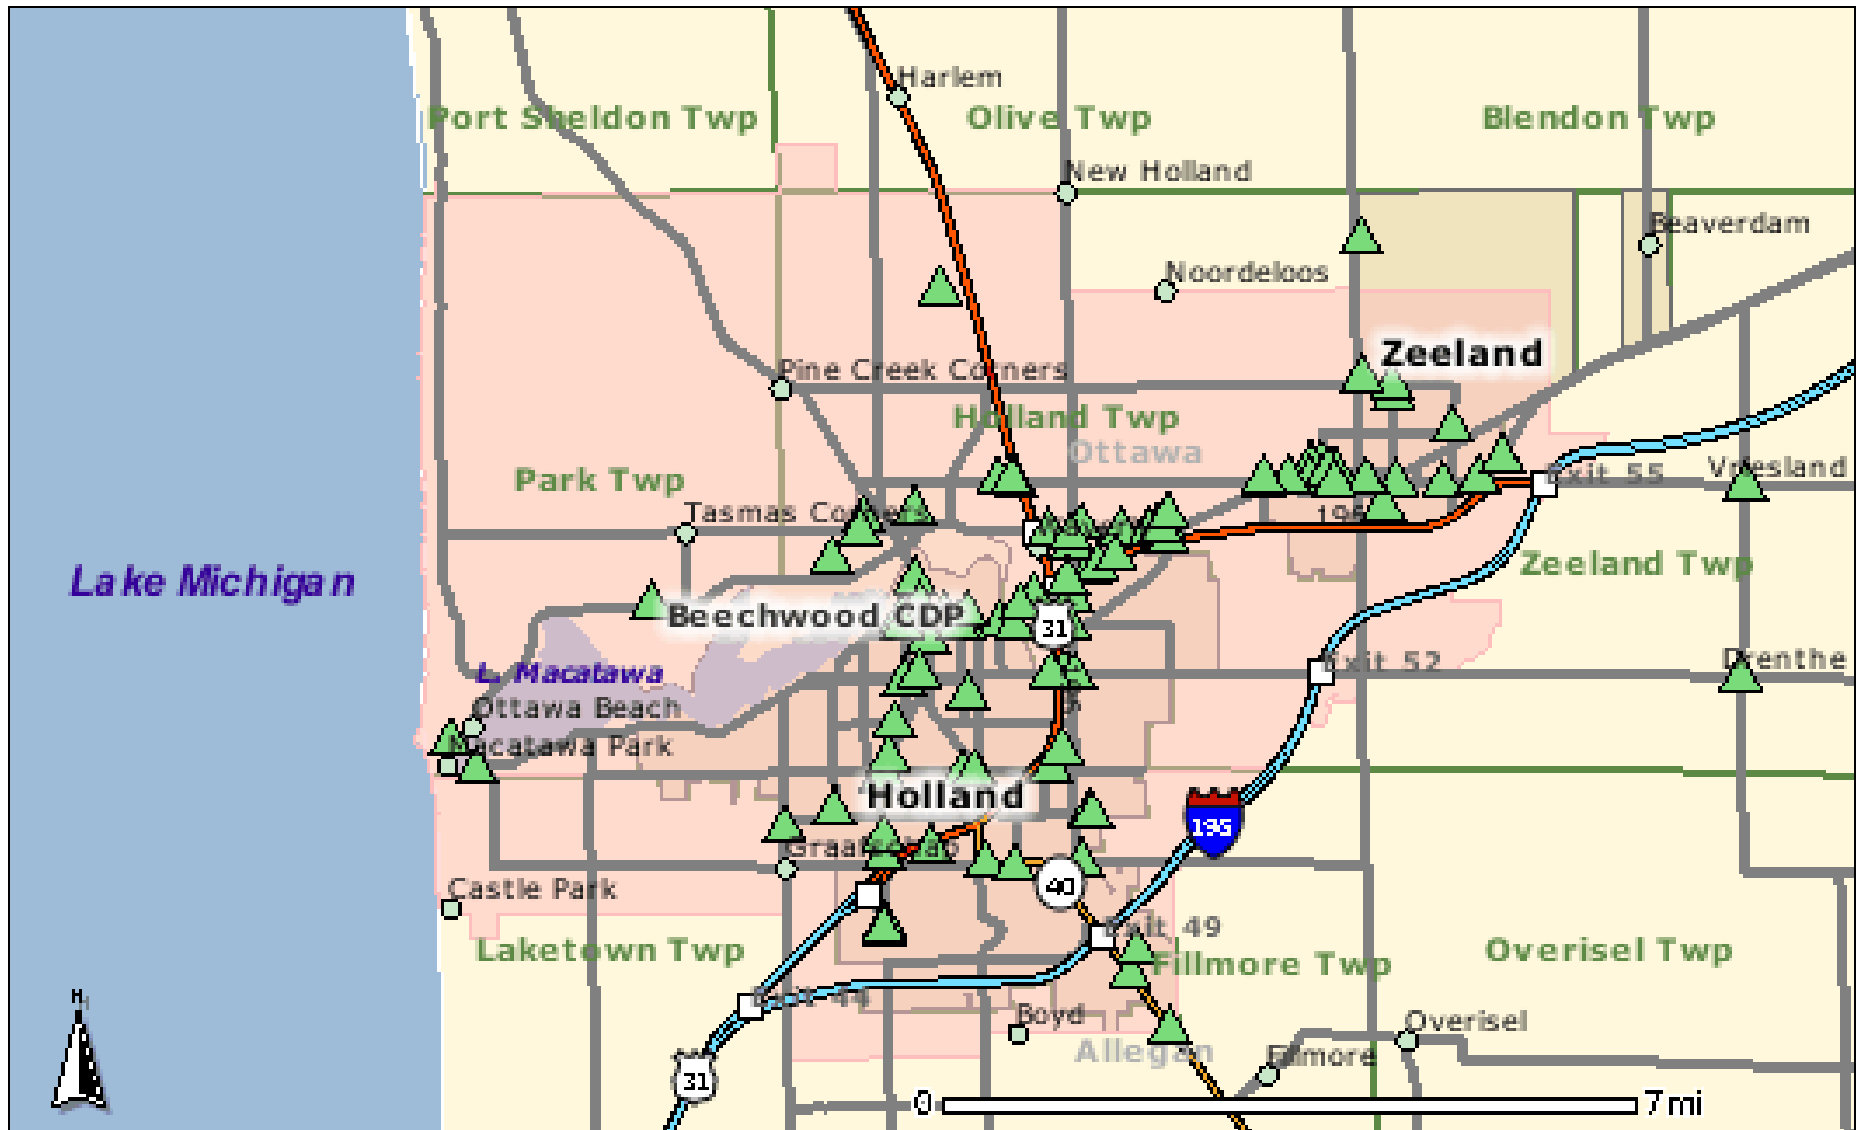 Harlem
Port Sheldon Twp
Olive Twp
Blendon Twp
New Holland
Beaverdam
Noordeloos
Zeeland
Pine Creek Corners
Holland Twp
Ottawa
Park Twp
Exit 55
Vriesland
Tasmas Corners
196
Lake Michigan
Zeeland Twp
Beechwood CDP
31
L. Macatawa
Exit 52
Drenthe
Ottawa Beach
Macatawa Park
Holland
195
Graafschap
Castle Park
40
Exit 49
Laketown Twp
Fillmore Twp
Overisel Twp
Exit 44
N
Boyd
Overisel
Allegan
Fillmore
31
0
7mi